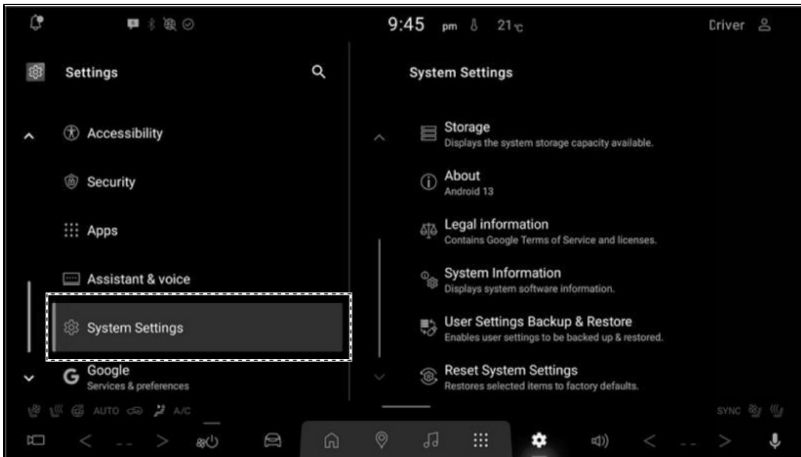 9:45 pm 21°C
Driver
Settings
Accessibility
Security
Apps
Assistant & voice
System Settings
Google
Services & preferences
System Settings
Storage
Displays the system storage capacity available.
About
Android 13
Legal information
Contains Google Terms of Service and licenses.
System Information
Displays system software information.
User Settings Backup & Restore
Enables user settings to be backed up & restored.
Reset System Settings
Restores selected items to factory defaults.
AUTO A/C
SYNC
< -- >
< -- >